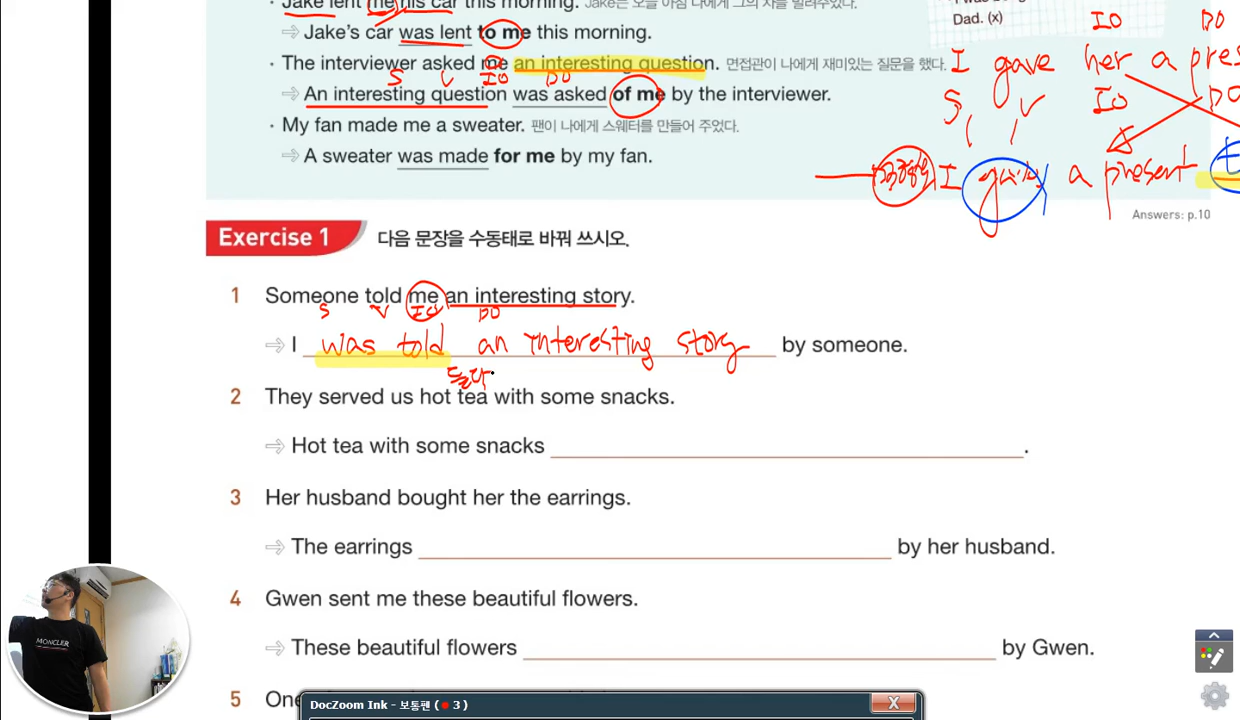 Jake lent me his car this morning. Jake는 오늘 아침 나에게 그의 차를 빌려주었다.
⇨ Jake's car was lent to me this morning.
Dad. (x)
IO DO
· The interviewer asked me an interesting question. 면접관이 나에게 재미있는 질문을 했다.
S V IO DO
I gave her a pres
⇨ An interesting question was asked of me by the interviewer.
S V IO DO
· My fan made me a sweater. 팬이 나에게 스웨터를 만들어 주었다.
⇨ A sweater was made for me by my fan.
I a present t
Answers: p.10
Exercise 1 다음 문장을 수동태로 바꿔 쓰시오.
1 Someone told me an interesting story.
S V IO DO
⇨ I was told an interesting story by someone.
듣다
2 They served us hot tea with some snacks.
⇨ Hot tea with some snacks .
3 Her husband bought her the earrings.
⇨ The earrings by her husband.
4 Gwen sent me these beautiful flowers.
⇨ These beautiful flowers by Gwen.
MONCLER
5 One
DocZoom Ink - 보통펜 ( 3 )